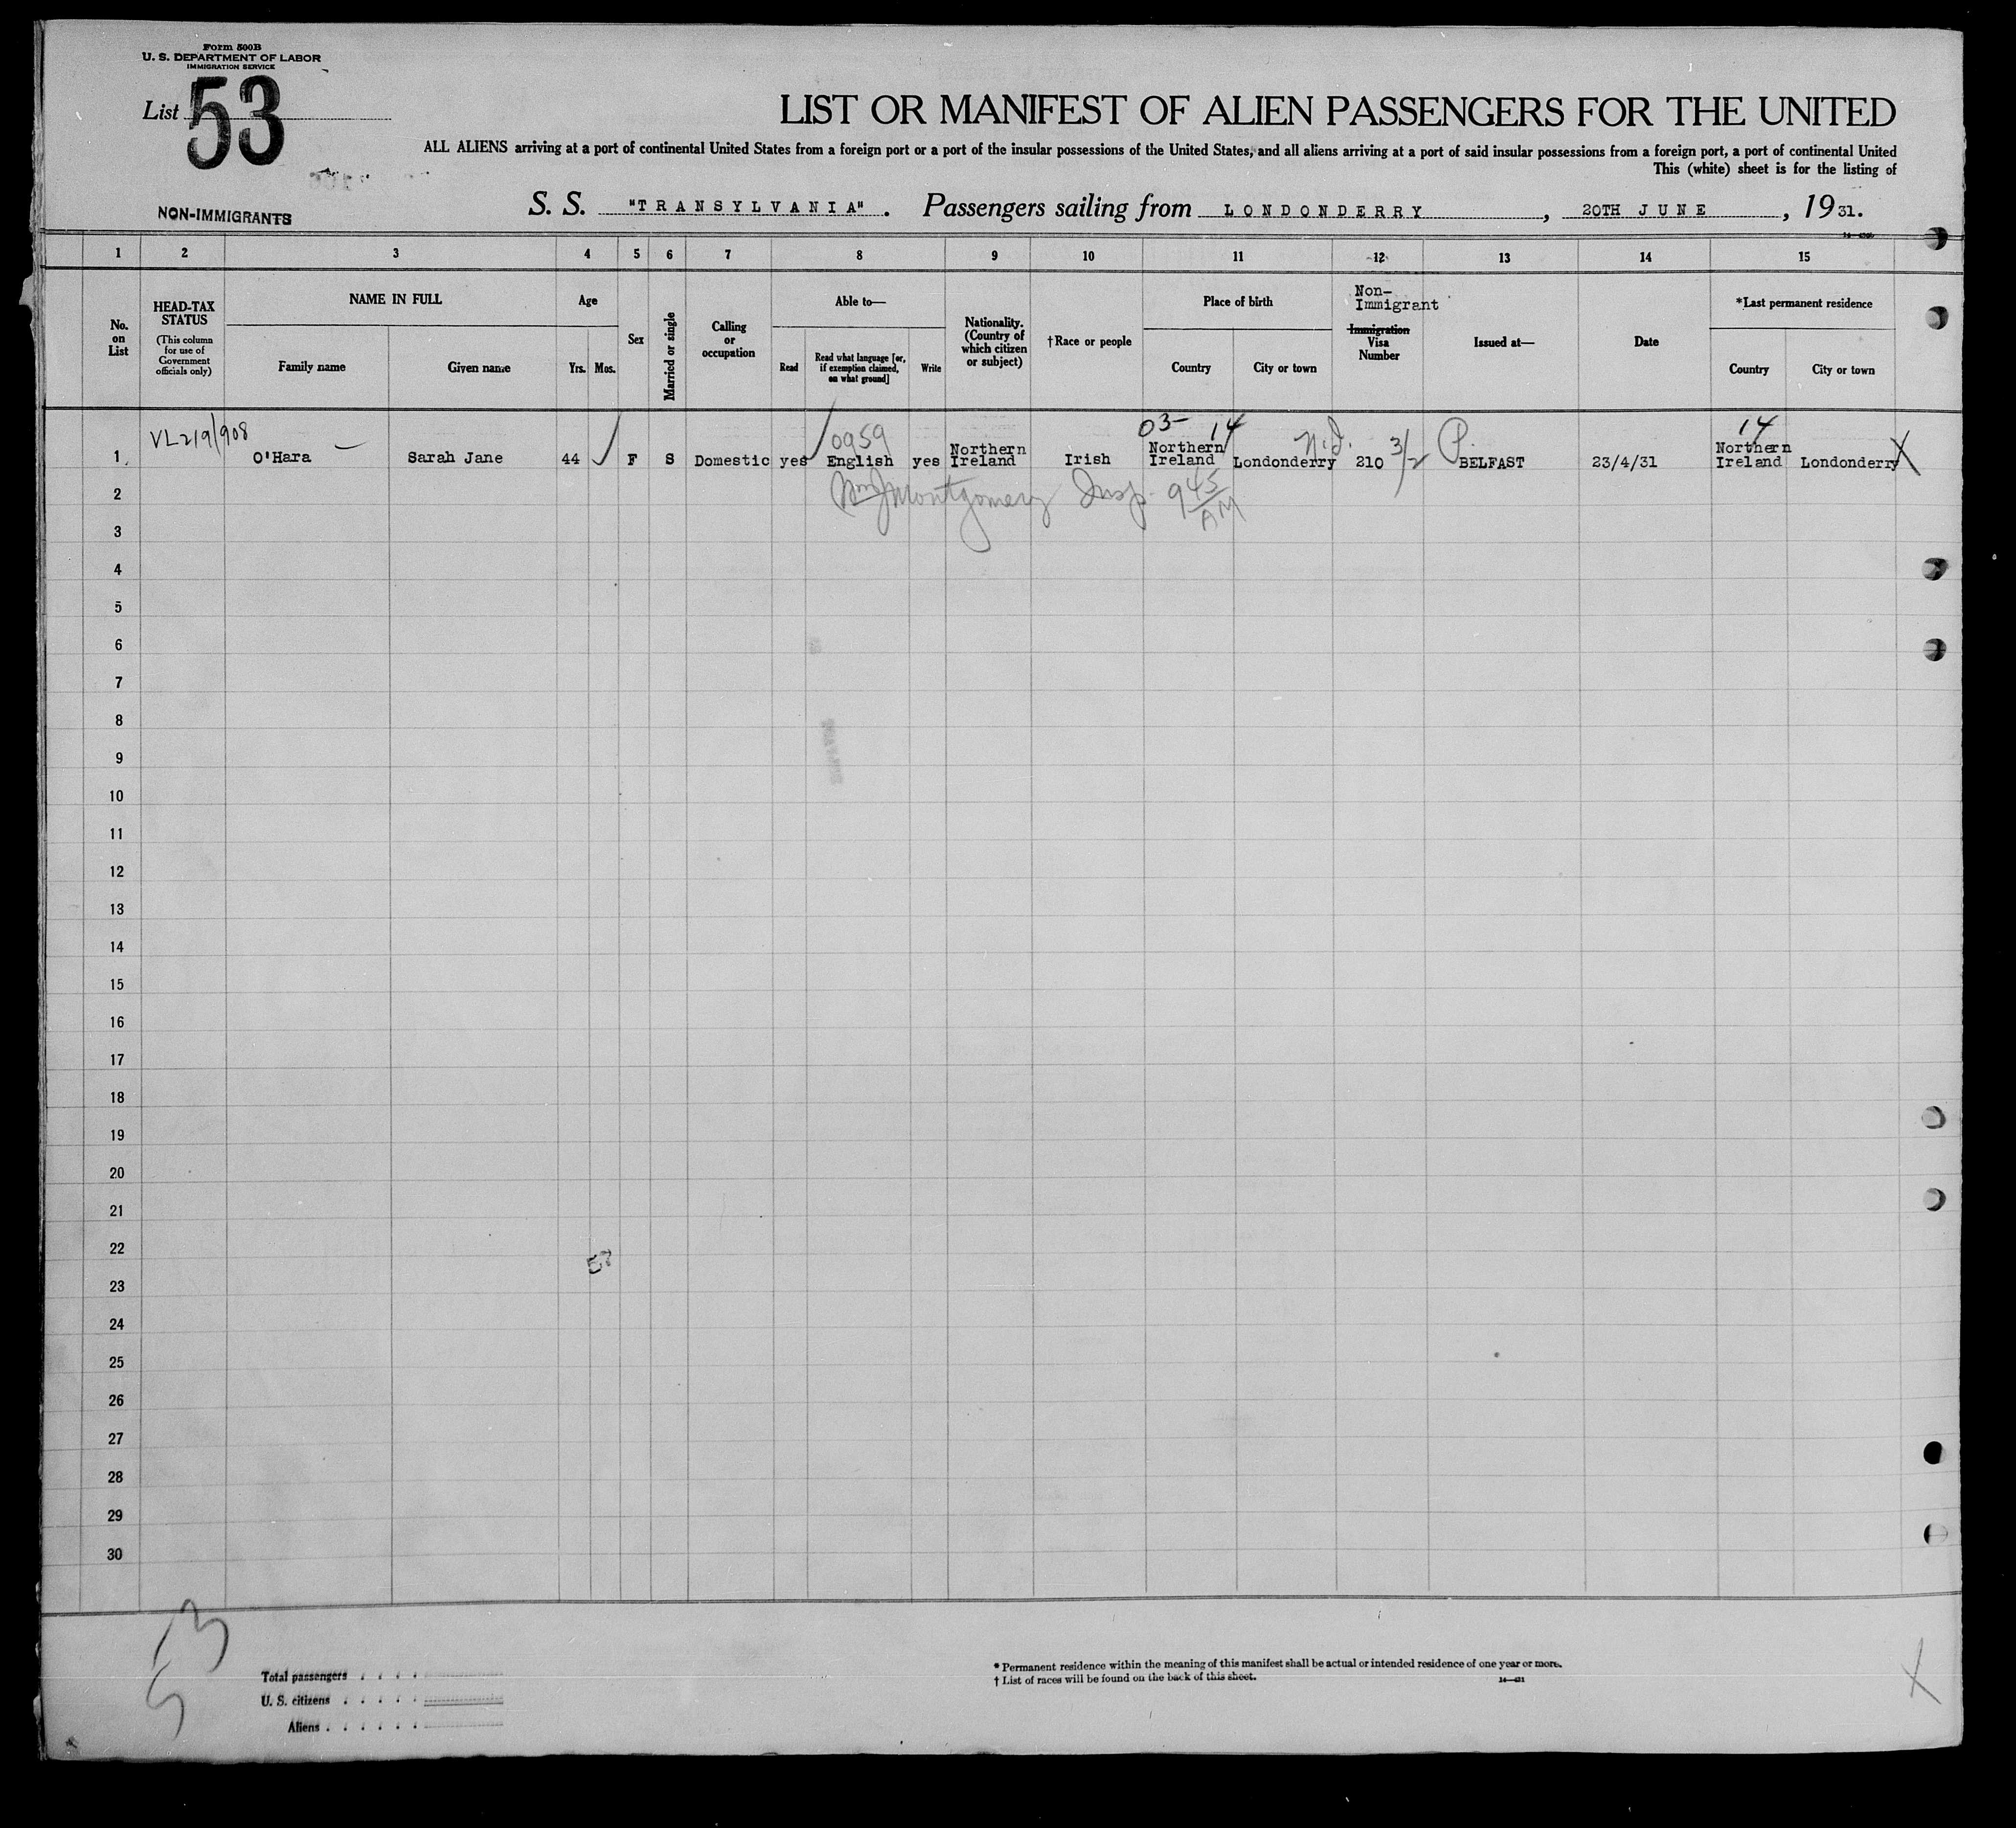 Form 500B
U. S. DEPARTMENT OF LABOR
IMMIGRATION SERVICE
List 53
LIST OR MANIFEST OF ALIEN PASSENGERS FOR THE UNITED
ALL ALIENS arriving at a port of continental United States from a foreign port or a port of the insular possessions of the United States, and all aliens arriving at a port of said insular possessions from a foreign port, a port of continental United
This (white) sheet is for the listing of
NON-IMMIGRANTS
S. S. "TRANSYLVANIA". Passengers sailing from LONDONDERRY, 20TH JUNE, 1931.
1 2 3 4 5 6 7 8 9 10 11 12 13 14 15
No. on List
HEAD-TAX STATUS
(This column for use of Government officials only)
NAME IN FULL
Family name
Given name
Age
Yrs. Mos.
Sex
Married or single
Calling or occupation
Able to—
Read
Read what language [or, if exemption claimed, on what ground]
Write
Nationality. (Country of which citizen or subject)
†Race or people
Place of birth
Country
City or town
Non-Immigrant
Immigration
Visa Number
Issued at—
Date
*Last permanent residence
Country
City or town
VL219/908 0959 03- 14 N.I. 3/2 P. 14
1 O'Hara Sarah Jane 44 F S Domestic yes English yes Northern Ireland Irish Northern Ireland Londonderry 210 BELFAST 23/4/31 Northern Ireland Londonderry X
2 Montgomery Insp. 9 45 AM
3
4
5
6
7
8
9
10
11
12
13
14
15
16
17
18
19
20
21
22
23
24
25
26
27
28
29
30
53
Total passengers
U. S. citizens
Aliens
* Permanent residence within the meaning of this manifest shall be actual or intended residence of one year or more.
† List of races will be found on the back of this sheet.
X